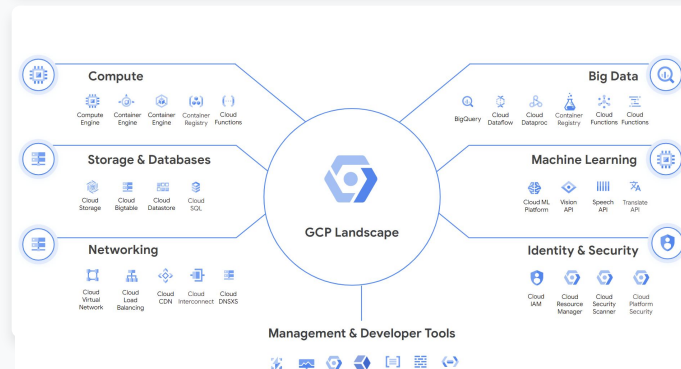 Compute
Compute Engine
Container Engine
Container Engine
Container Registry
Cloud Functions
Storage & Databases
Cloud Storage
Cloud Bigtable
Cloud Datastore
Cloud SQL
Networking
Cloud Virtual Network
Cloud Load Balancing
Cloud CDN
Cloud Interconnect
Cloud DNSXS
GCP Landscape
Big Data
BigQuery
Cloud Dataflow
Cloud Dataproc
Container Registry
Cloud Functions
Cloud Functions
Machine Learning
Cloud ML Platform
Vision API
Speech API
Translate API
Identity & Security
Cloud IAM
Cloud Resource Manager
Cloud Security Scanner
Cloud Platform Security
Management & Developer Tools